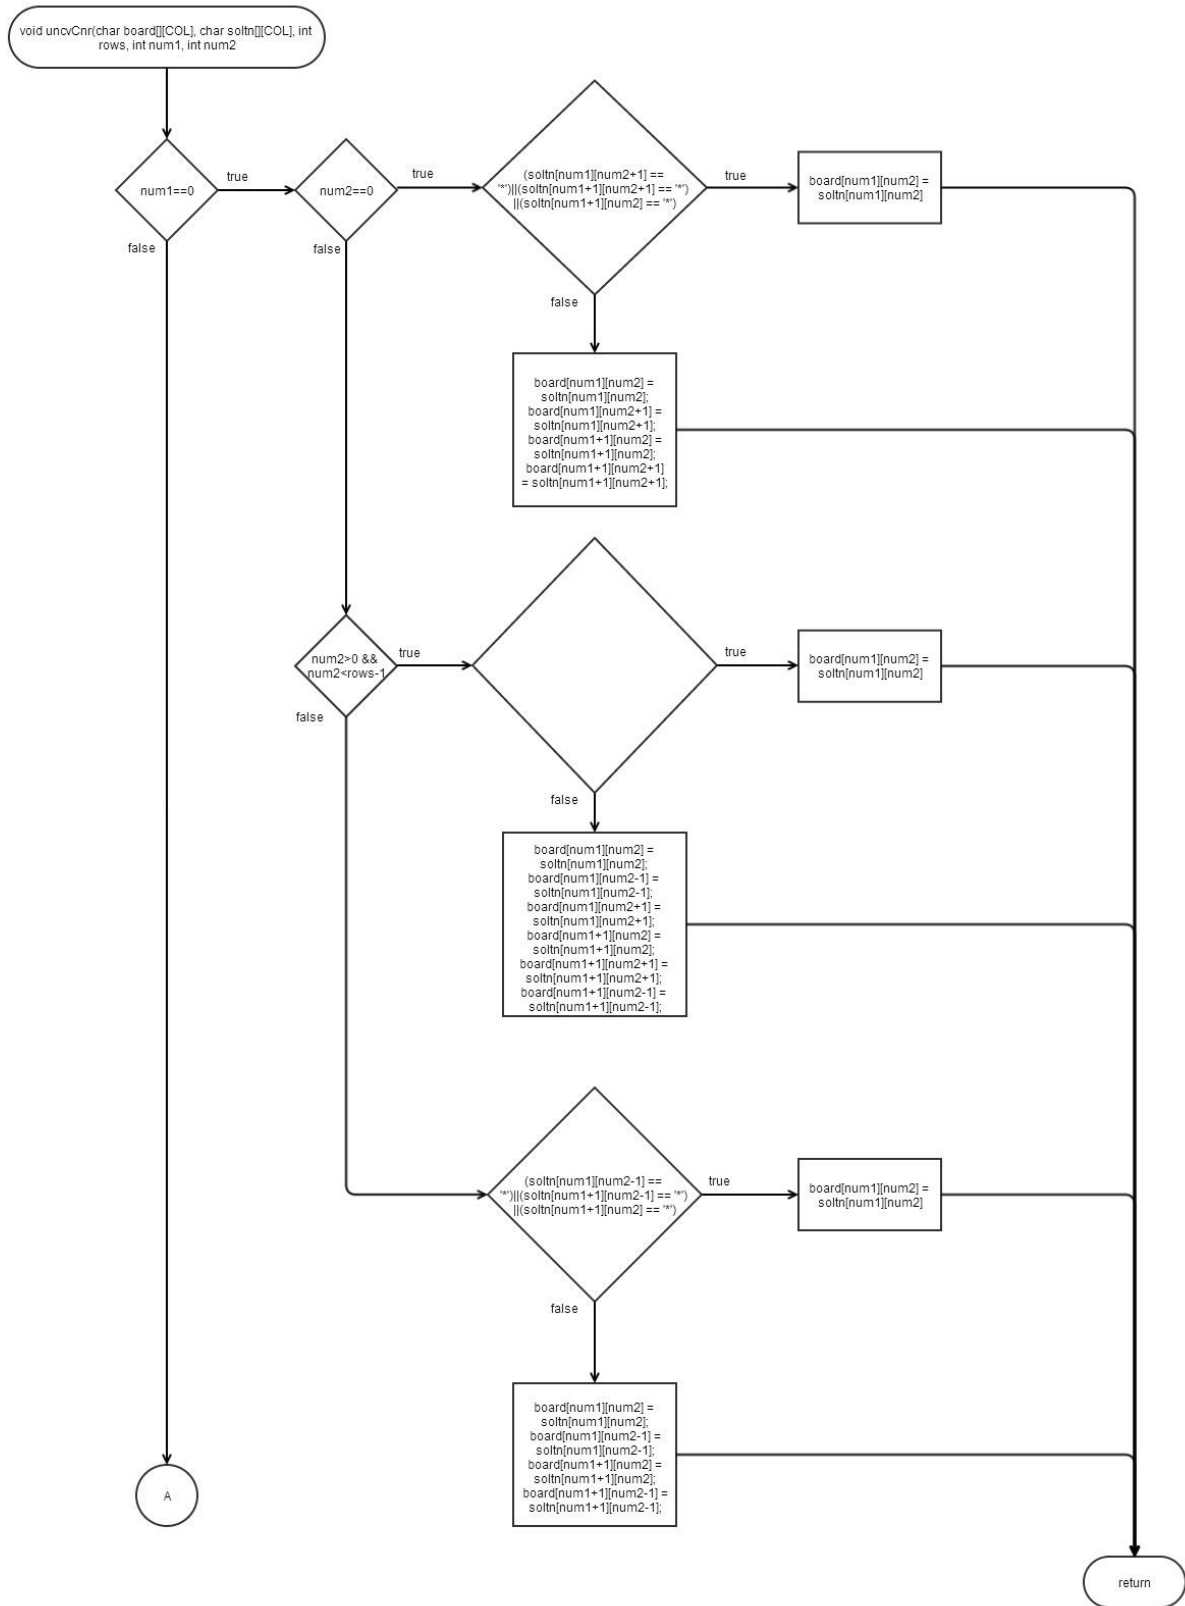 void uncvCnr(char board[][COL], char soltn[][COL], int
rows, int num1, int num2
num1==0
true
num2==0
true
(soltn[num1][num2+1] ==
'*')||(soltn[num1+1][num2+1] == '*')
||(soltn[num1+1][num2] == '*')
true
board[num1][num2] =
soltn[num1][num2]
false
false
false
board[num1][num2] =
soltn[num1][num2];
board[num1][num2+1] =
soltn[num1][num2+1];
board[num1+1][num2] =
soltn[num1+1][num2];
board[num1+1][num2+1]
= soltn[num1+1][num2+1];
num2>0 &&
num2<rows-1
true
true
board[num1][num2] =
soltn[num1][num2]
false
false
board[num1][num2] =
soltn[num1][num2];
board[num1][num2-1] =
soltn[num1][num2-1];
board[num1][num2+1] =
soltn[num1][num2+1];
board[num1+1][num2] =
soltn[num1+1][num2];
board[num1+1][num2+1] =
soltn[num1+1][num2+1];
board[num1+1][num2-1] =
soltn[num1+1][num2-1];
(soltn[num1][num2-1] ==
'*')||(soltn[num1+1][num2-1] == '*')
||(soltn[num1+1][num2] == '*')
true
board[num1][num2] =
soltn[num1][num2]
false
board[num1][num2] =
soltn[num1][num2];
board[num1][num2-1] =
soltn[num1][num2-1];
board[num1+1][num2] =
soltn[num1+1][num2];
board[num1+1][num2-1] =
soltn[num1+1][num2-1];
A
return